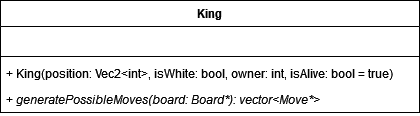 King
+ King(position: Vec2<int>, isWhite: bool, owner: int, isAlive: bool = true)
+ generatePossibleMoves(board: Board*): vector<Move*>